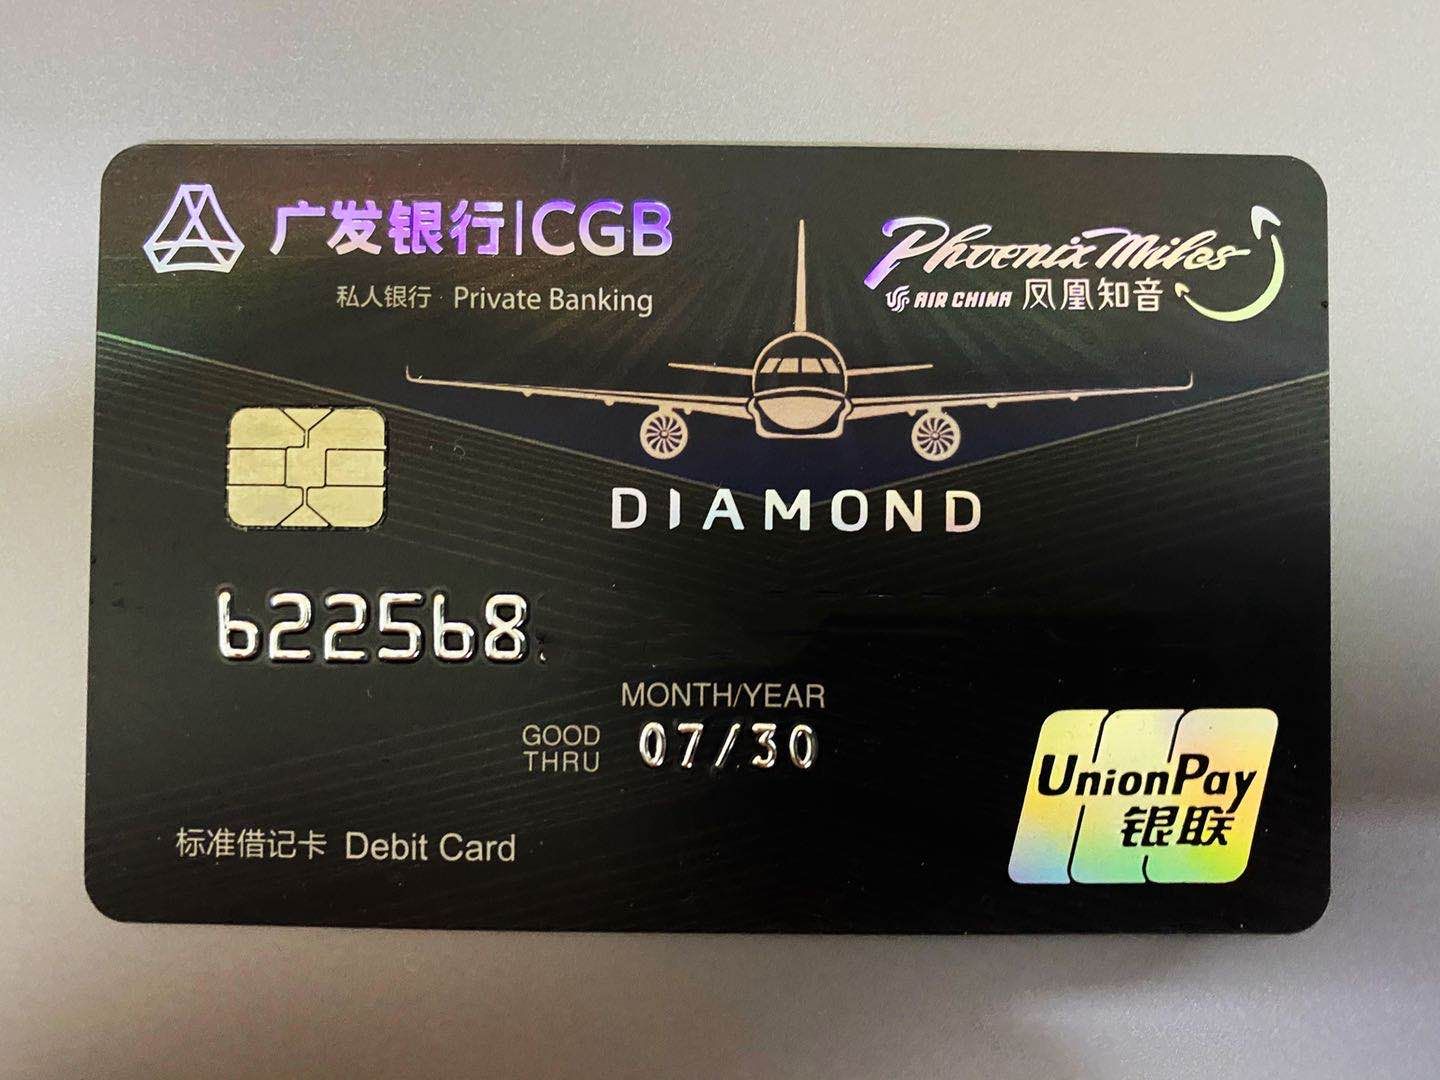 广发银行|CGB
私人银行 · Private Banking
Phoenix Miles
AIR CHINA 凤凰知音
DIAMOND
622568
MONTH/YEAR
GOOD THRU 07/30
标准借记卡 Debit Card
UnionPay
银联